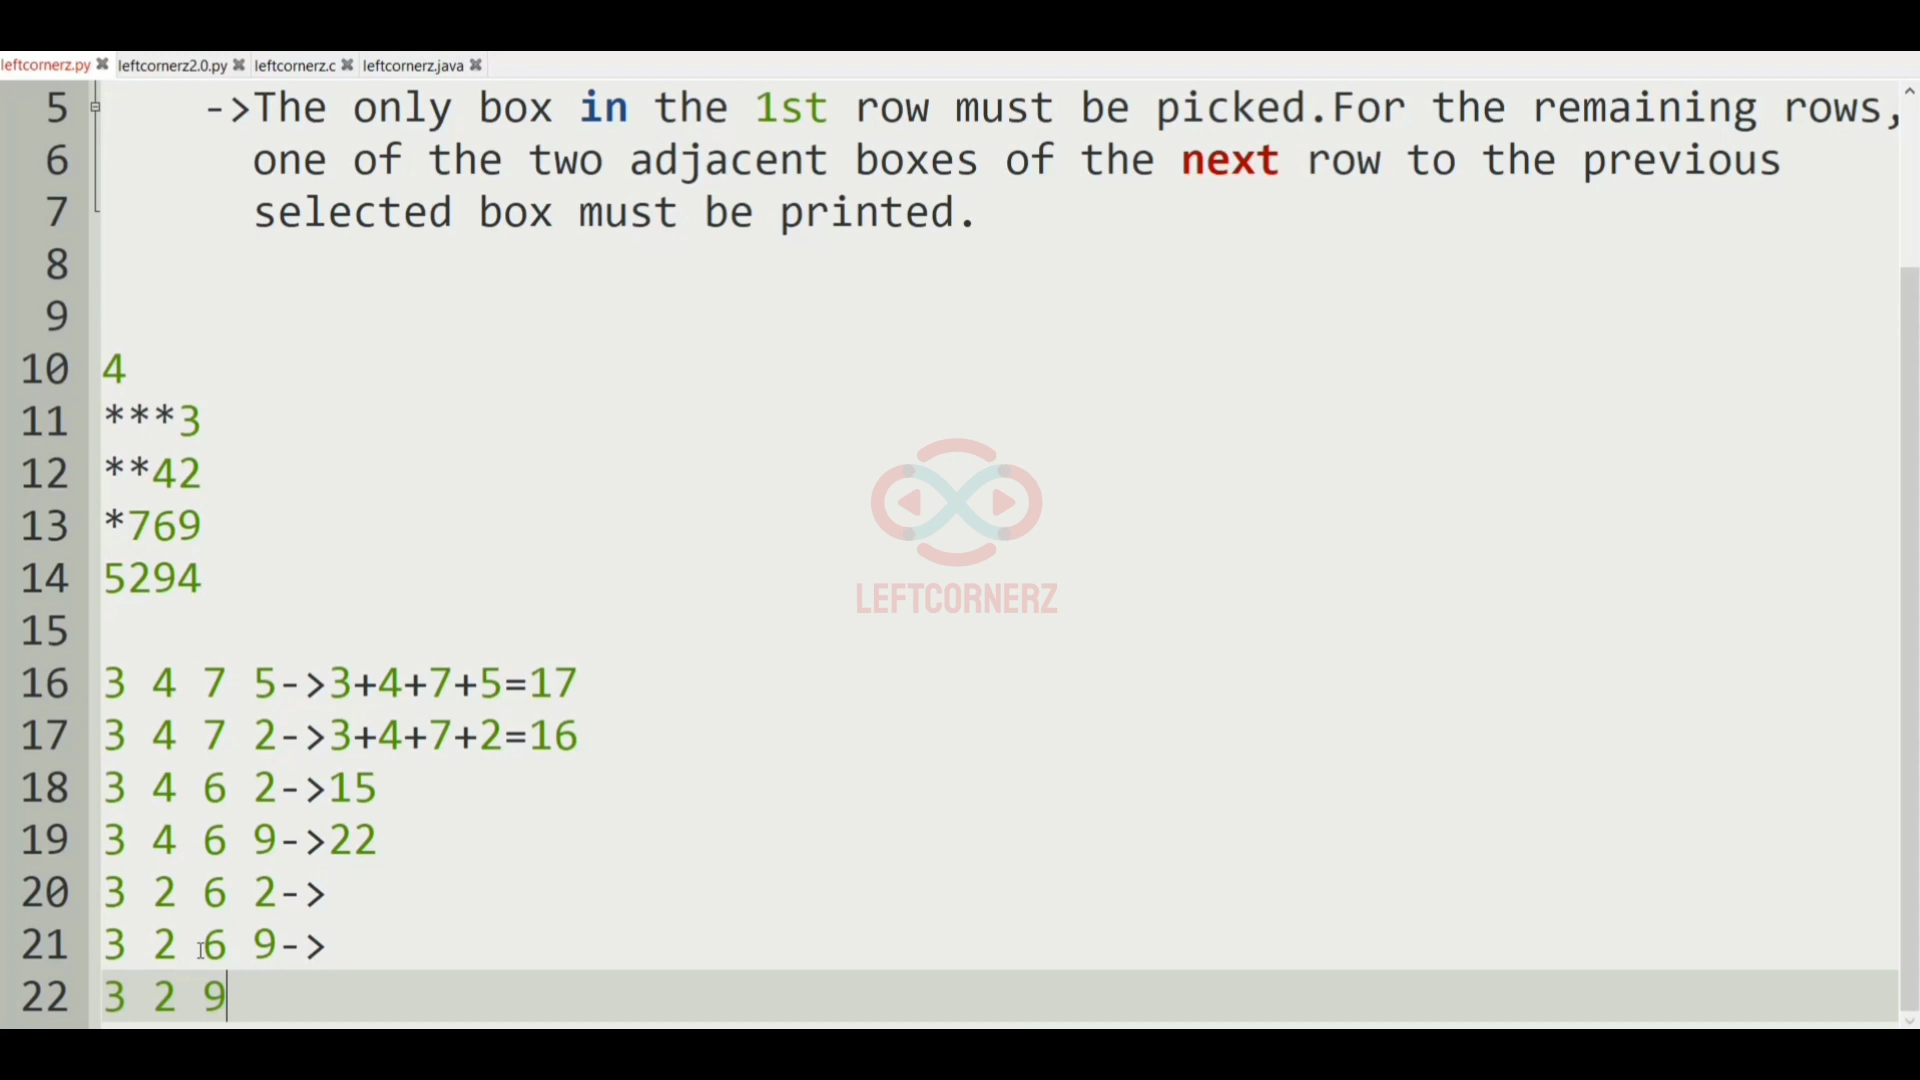 leftcornerz.py leftcornerz2.0.py leftcornerz.c leftcornerz.java
5 ->The only box in the 1st row must be picked.For the remaining rows,
6 one of the two adjacent boxes of the next row to the previous
7 selected box must be printed.
8
9
10 4
11 ***3
12 **42
13 *769
14 5294
15
16 3 4 7 5->3+4+7+5=17
17 3 4 7 2->3+4+7+2=16
18 3 4 6 2->15
19 3 4 6 9->22
20 3 2 6 2->
21 3 2 6 9->
22 3 2 9
LEFTCORNERZ